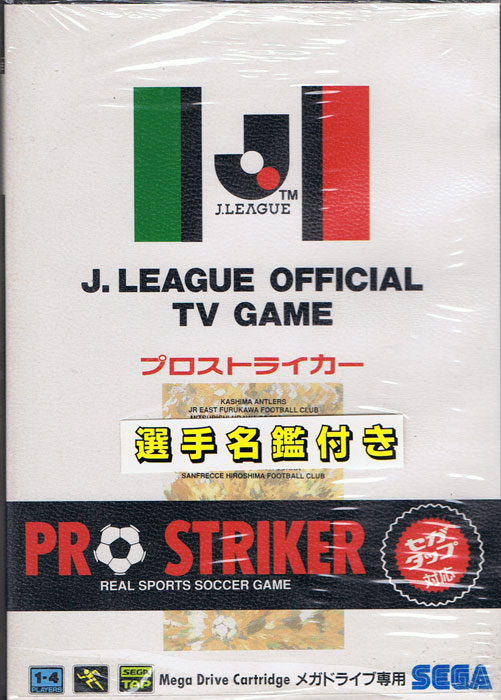 TM
J.LEAGUE
J. LEAGUE OFFICIAL
TV GAME
プロストライカー
KASHIMA ANTLERS
JR EAST FURUKAWA FOOTBALL CLUB
選手名鑑付き
SANFRECCE HIROSHIMA FOOTBALL CLUB
PRO STRIKER
REAL SPORTS SOCCER GAME
セガ
タップ
対応
1-4
PLAYERS
SEGA
TAP
Mega Drive Cartridge メガドライブ専用 SEGA